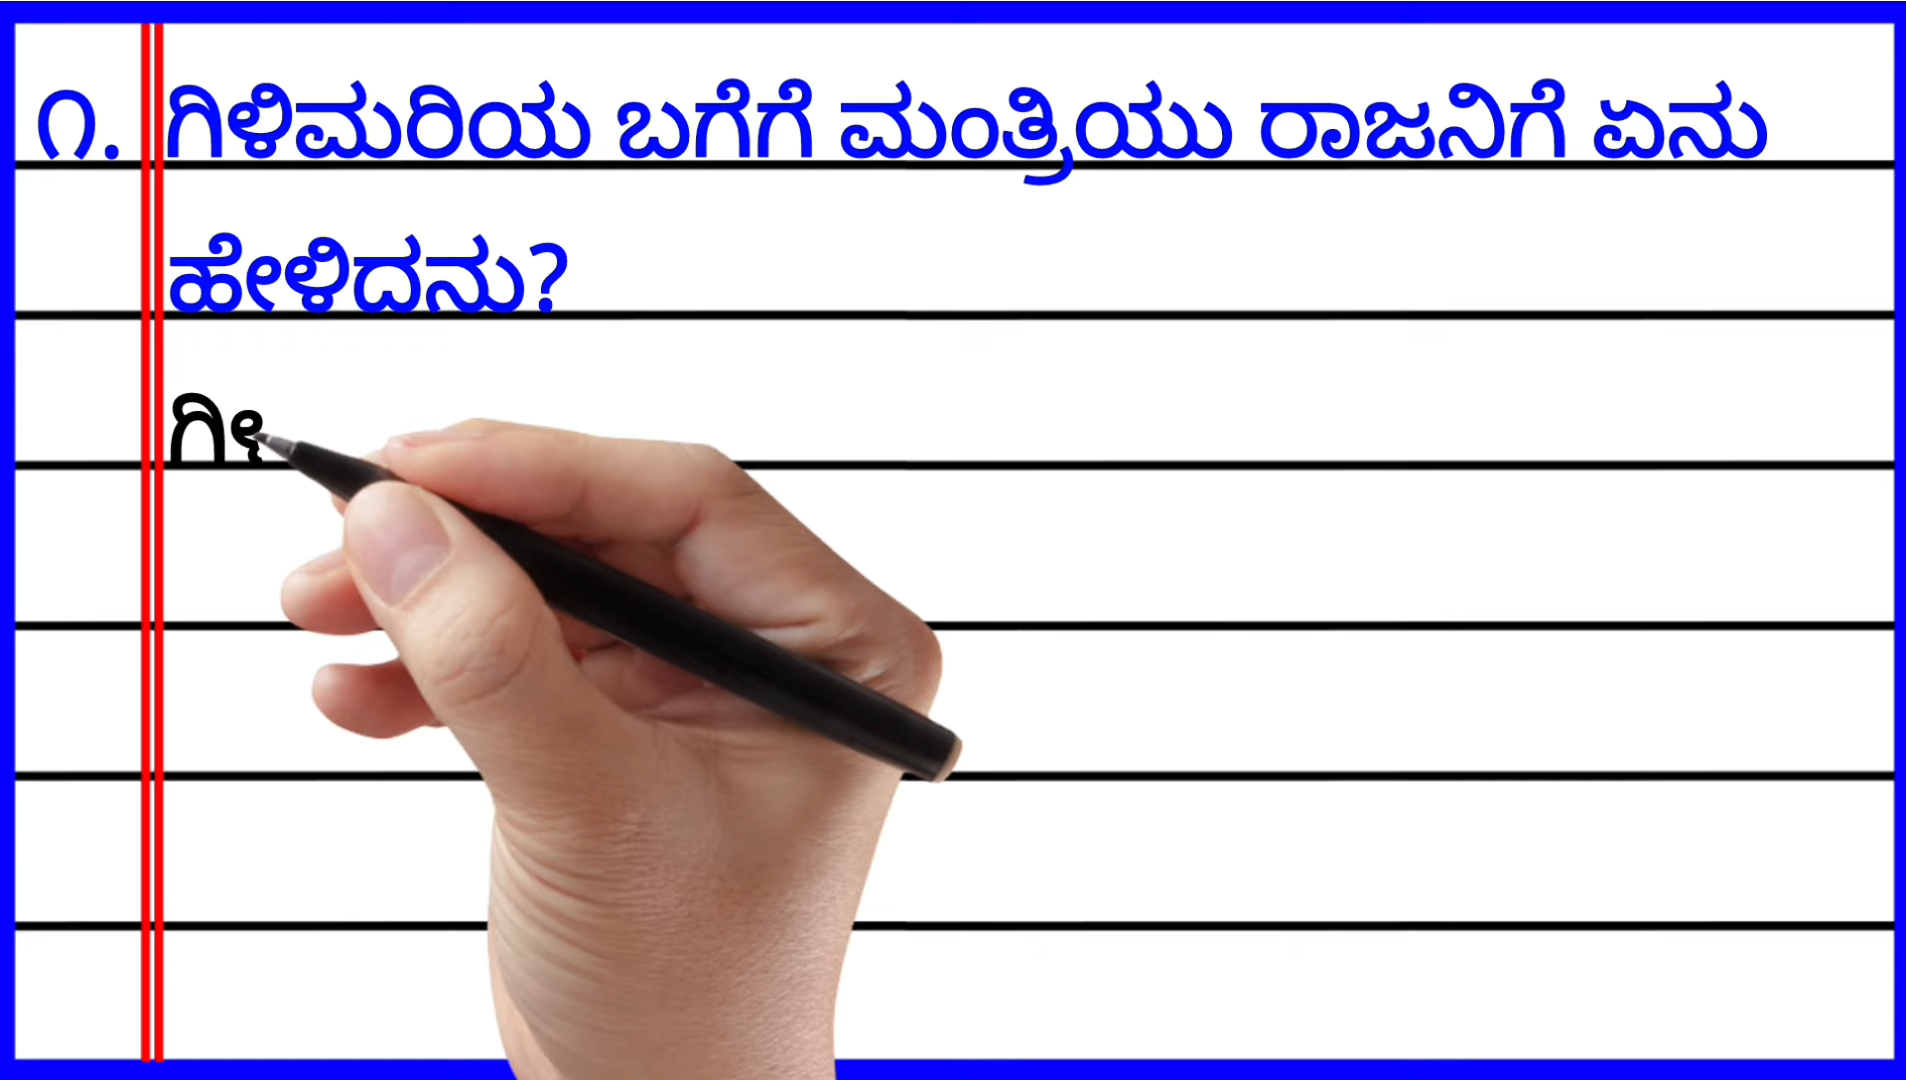 ೧. ಗಿಳಿಮರಿಯ ಬಗೆಗೆ ಮಂತ್ರಿಯು ರಾಜನಿಗೆ ಏನು
ಹೇಳಿದನು?